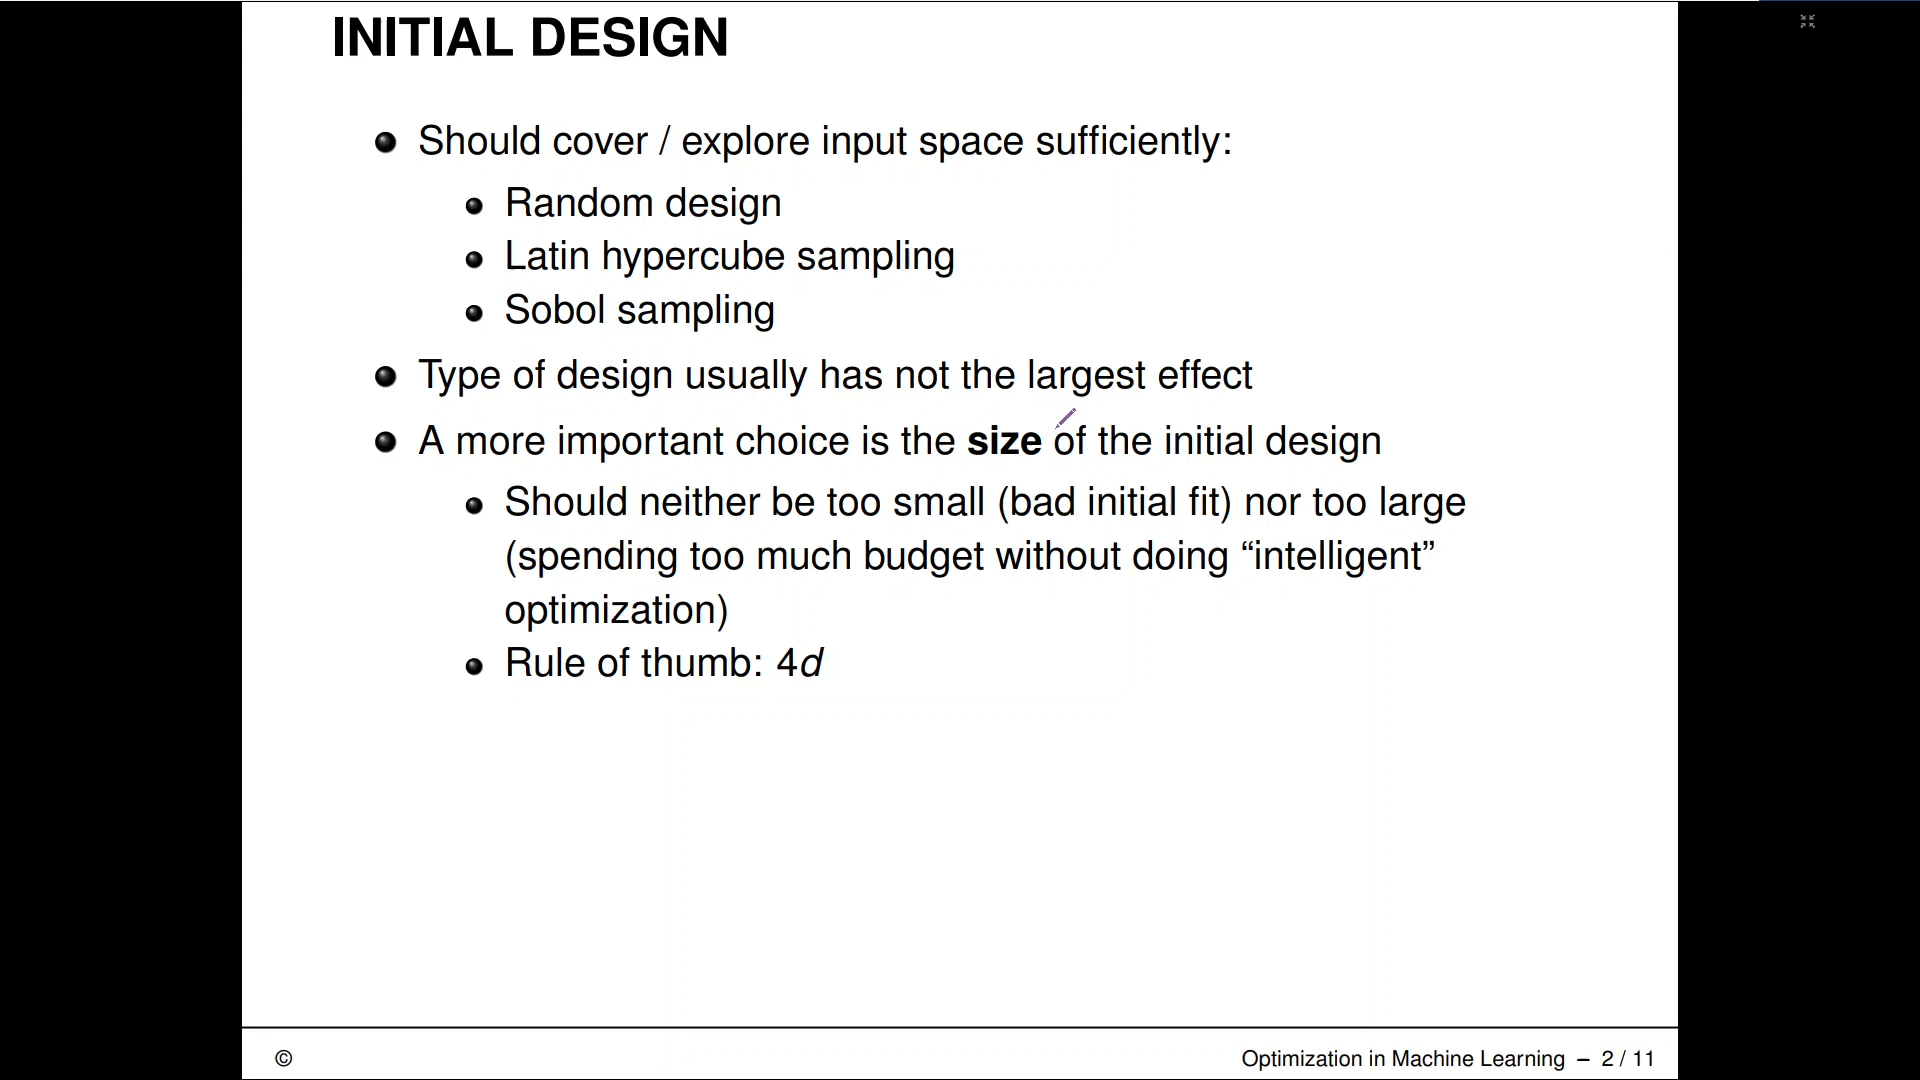 INITIAL DESIGN
Should cover / explore input space sufficiently:
Random design
Latin hypercube sampling
Sobol sampling
Type of design usually has not the largest effect
A more important choice is the size of the initial design
Should neither be too small (bad initial fit) nor too large
(spending too much budget without doing “intelligent”
optimization)
Rule of thumb: 4d
©
Optimization in Machine Learning – 2 / 11